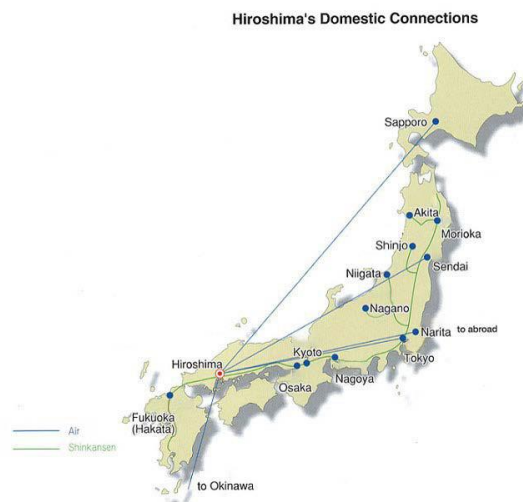 Hiroshima's Domestic Connections
Sapporo
Akita
Morioka
Shinjo
Sendai
Niigata
Nagano
Narita
to abroad
Tokyo
Kyoto
Hiroshima
Nagoya
Osaka
Fukuoka
(Hakata)
Air
Shinkansen
to Okinawa